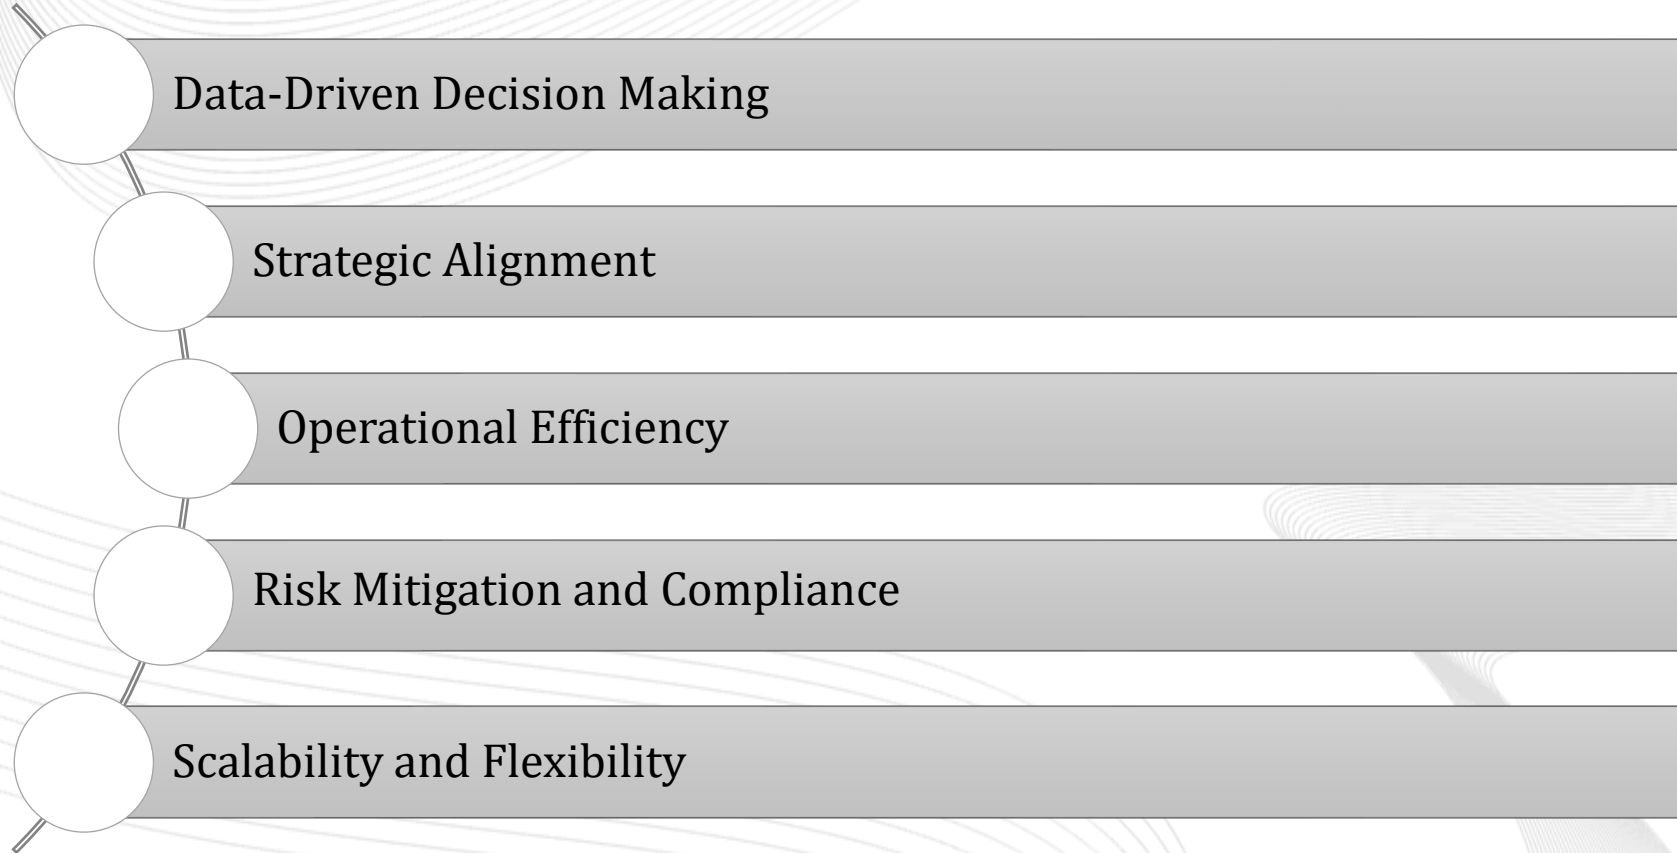 Data-Driven Decision Making
Strategic Alignment
Operational Efficiency
Risk Mitigation and Compliance
Scalability and Flexibility